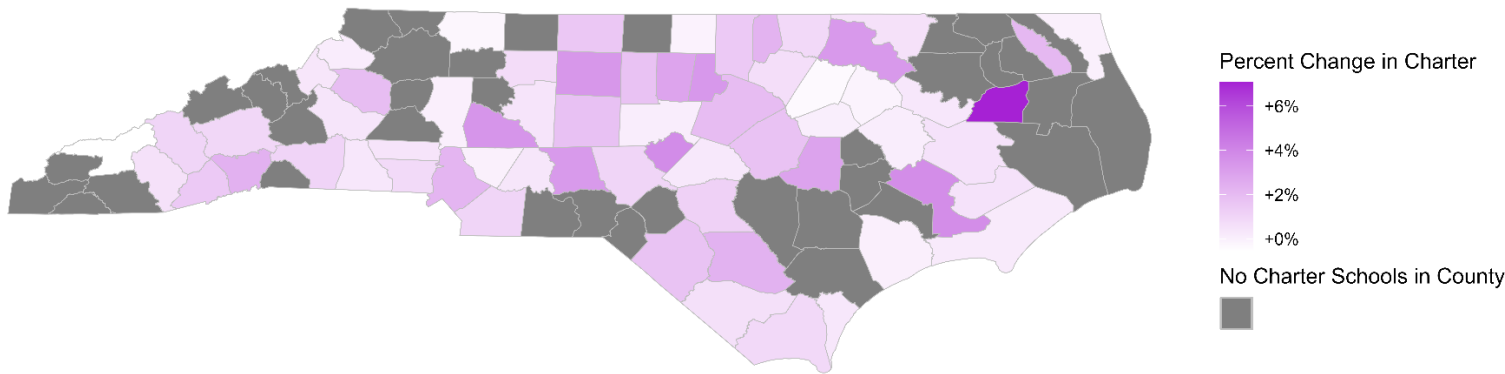 Percent Change in Charter
+6%
+4%
+2%
+0%
No Charter Schools in County